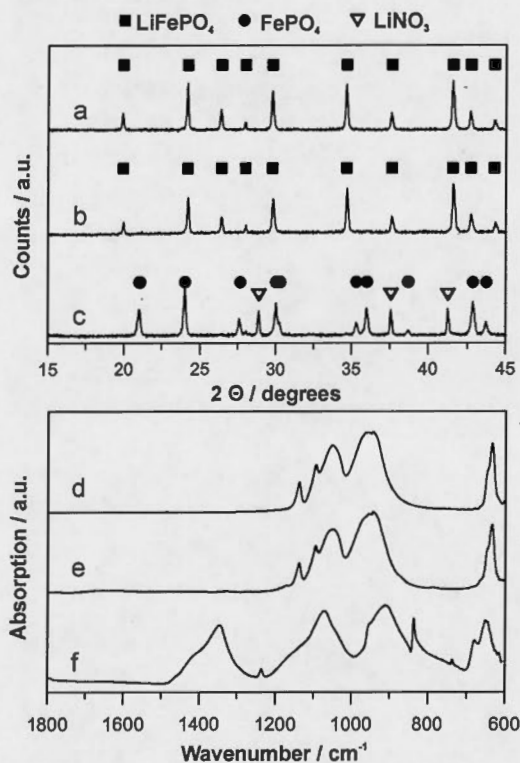 ■ LiFePO₄ ● FePO₄ ▽ LiNO₃
a
b
c
Counts / a.u.
15 20 25 30 35 40 45
2 Θ / degrees
d
e
f
Absorption / a.u.
1800 1600 1400 1200 1000 800 600
Wavenumber / cm⁻¹